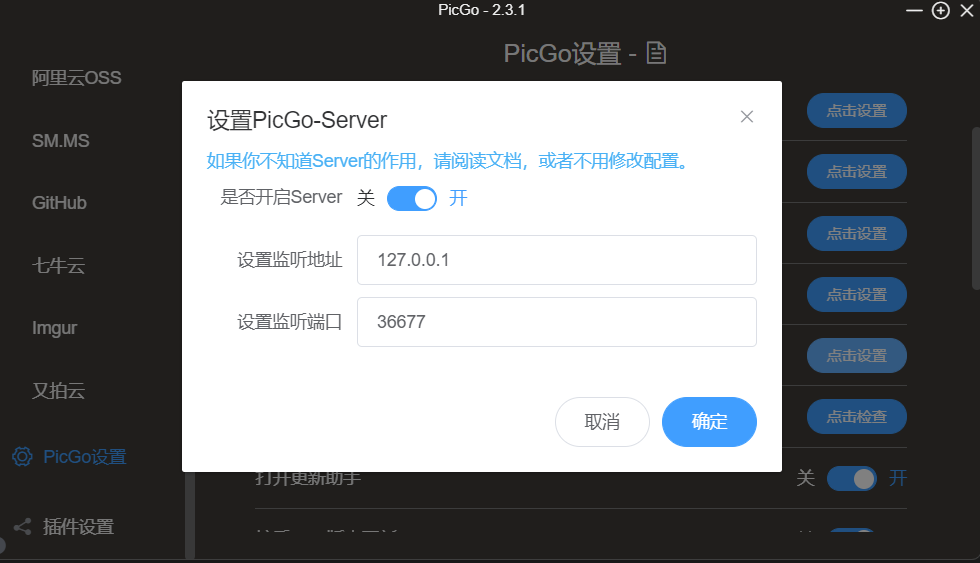 PicGo - 2.3.1
PicGo设置 -
阿里云OSS
SM.MS
GitHub
七牛云
Imgur
又拍云
PicGo设置
插件设置
点击设置
点击设置
点击设置
点击设置
点击设置
点击检查
设置PicGo-Server
如果你不知道Server的作用，请阅读文档，或者不用修改配置。
是否开启Server 关 开
设置监听地址 127.0.0.1
设置监听端口 36677
取消 确定
打开更新助手 关 开